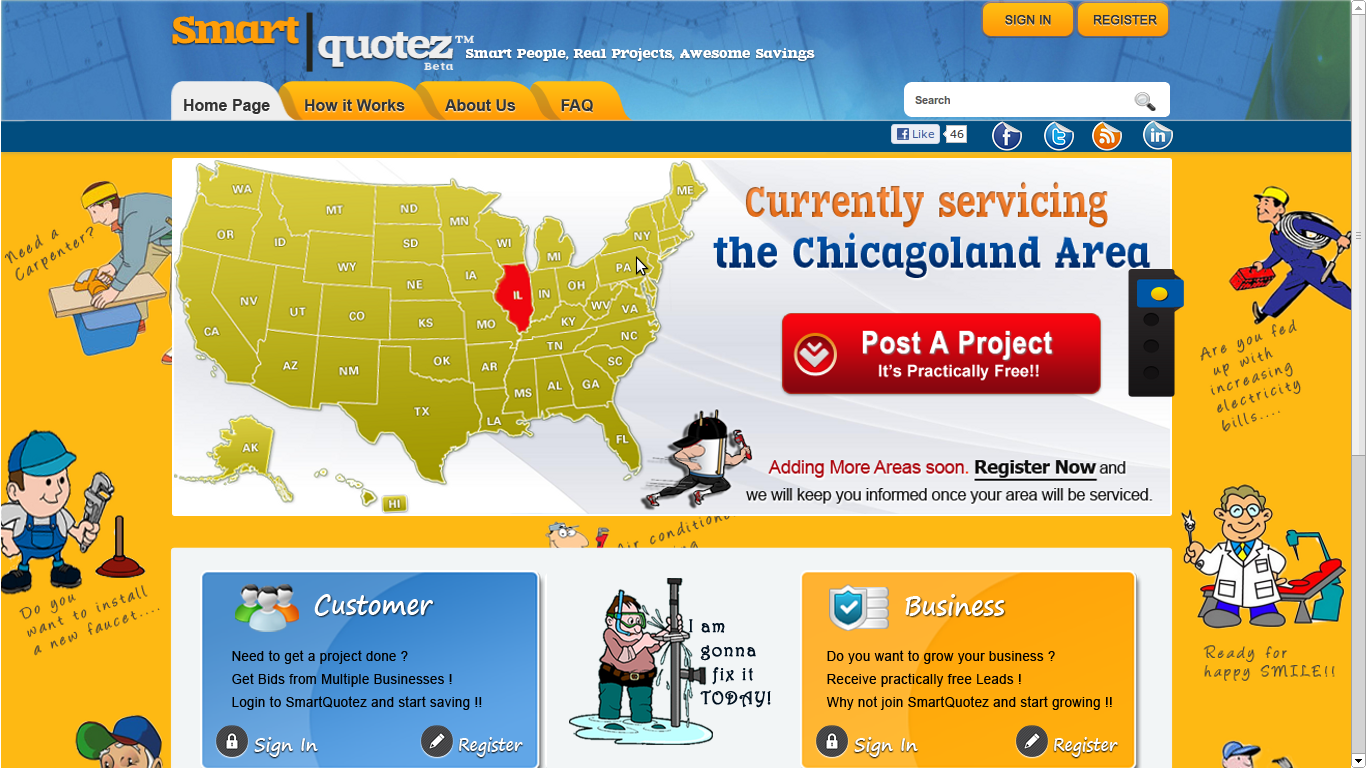 Smart
quotez™
Beta
Smart People, Real Projects, Awesome Savings
SIGN IN
REGISTER
Home Page
How it Works
About Us
FAQ
Search
Like
46
Need a
Carpenter?
WA
OR
CA
ID
NV
MT
WY
UT
AZ
CO
NM
ND
SD
NE
KS
OK
TX
MN
IA
MO
AR
LA
WI
IL
MI
IN
OH
KY
TN
MS
AL
GA
FL
SC
NC
VA
WV
PA
NY
ME
AK
HI
Currently servicing
the Chicagoland Area
Post A Project
It's Practically Free!!
Adding More Areas soon. Register Now and
we will keep you informed once your area will be serviced.
Are you fed
up with
increasing
electricity
bills....
Do you
want to install
a new faucet....
Air condition
Customer
Need to get a project done ?
Get Bids from Multiple Businesses !
Login to SmartQuotez and start saving !!
Sign In
Register
I am
gonna
fix it
TODAY!
Business
Do you want to grow your business ?
Receive practically free Leads !
Why not join SmartQuotez and start growing !!
Sign In
Register
Ready for
happy SMILE!!